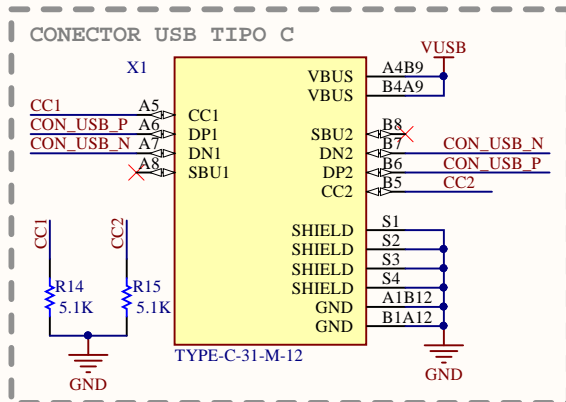 CONECTOR USB TIPO C
VUSB
X1
VBUS A4B9
VBUS B4A9
CC1 A5 CC1
CON_USB_P A6 DP1
CON_USB_N A7 DN1
A8 SBU1
SBU2 B8
DN2 B7 CON_USB_N
DP2 B6 CON_USB_P
CC2 B5 CC2
SHIELD S1
SHIELD S2
SHIELD S3
SHIELD S4
GND A1B12
GND B1A12
CC1
CC2
R14
5.1K
R15
5.1K
GND
TYPE-C-31-M-12
GND